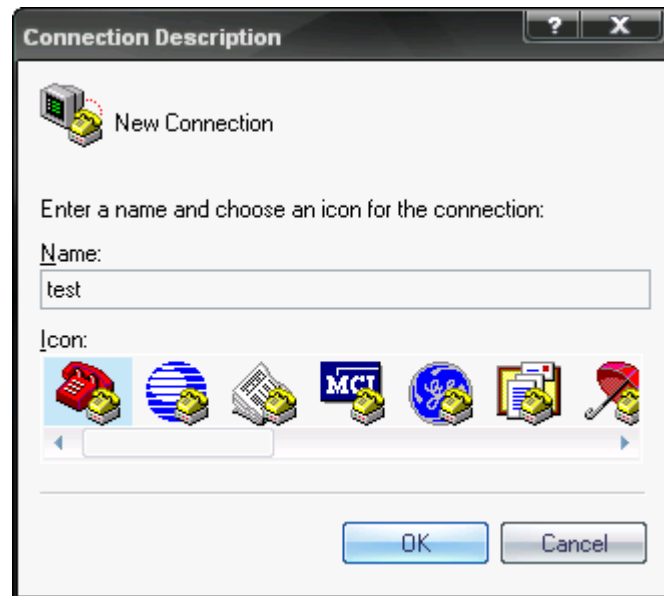 Connection Description
New Connection
Enter a name and choose an icon for the connection:
Name:
test
Icon:
MCI
OK Cancel